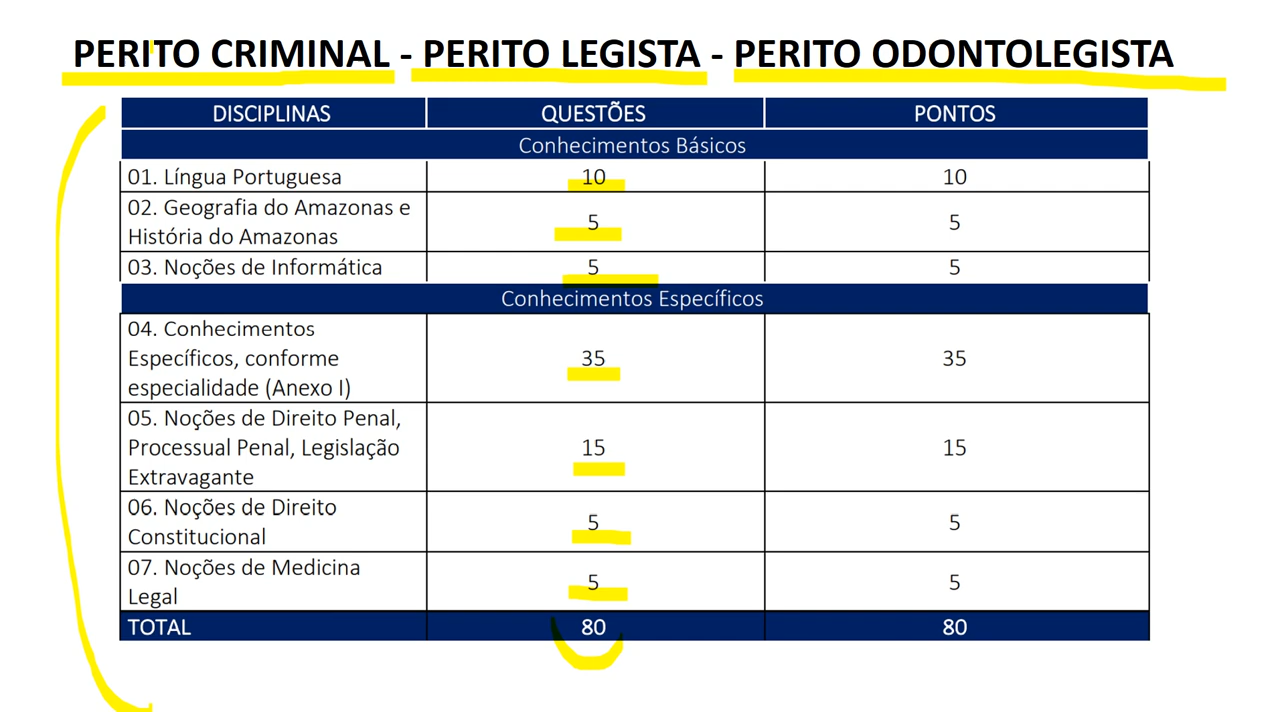 PERITO CRIMINAL - PERITO LEGISTA - PERITO ODONTOLEGISTA
DISCIPLINAS QUESTÕES PONTOS
Conhecimentos Básicos
01. Língua Portuguesa 10 10
02. Geografia do Amazonas e
História do Amazonas 5 5
03. Noções de Informática 5 5
Conhecimentos Específicos
04. Conhecimentos
Específicos, conforme 35 35
especialidade (Anexo I)
05. Noções de Direito Penal,
Processual Penal, Legislação 15 15
Extravagante
06. Noções de Direito
Constitucional 5 5
07. Noções de Medicina
Legal 5 5
TOTAL 80 80